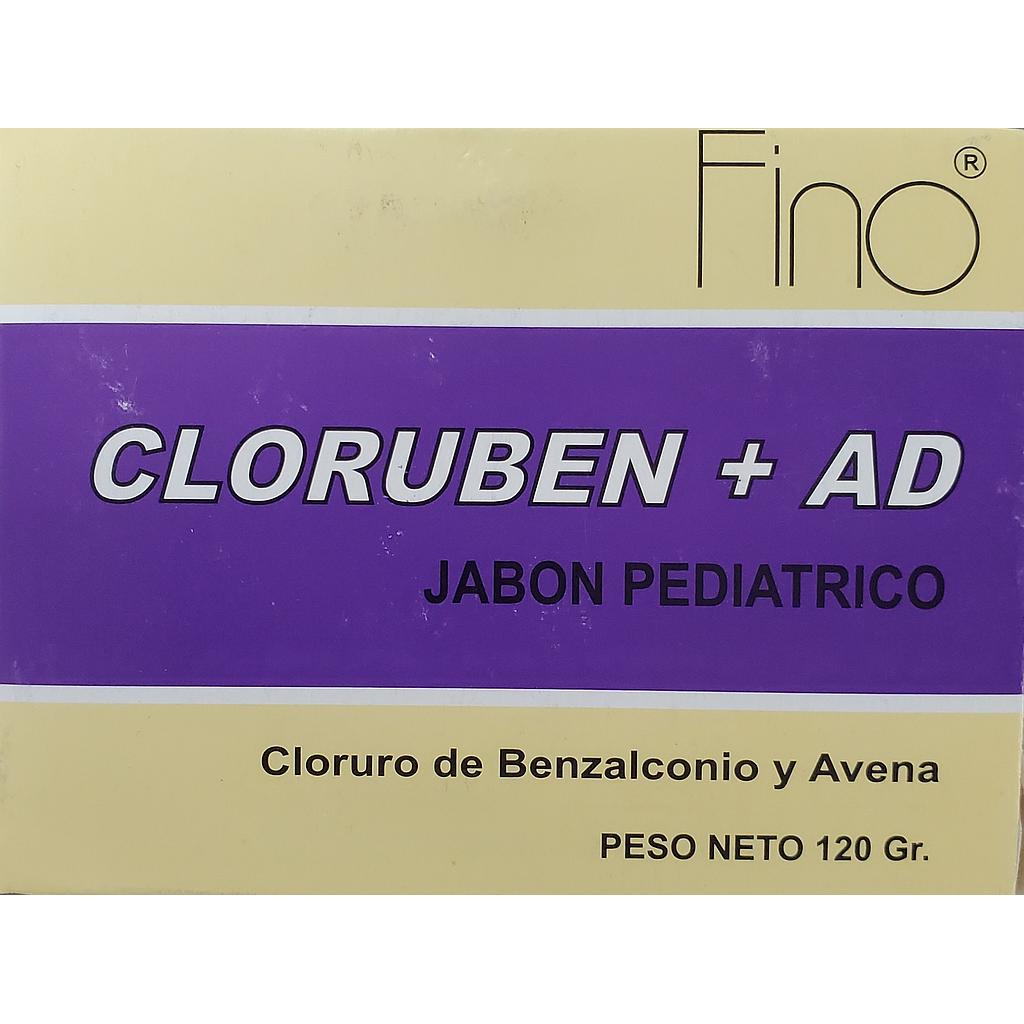 Fino®
CLORUBEN + AD
JABON PEDIATRICO
Cloruro de Benzalconio y Avena
PESO NETO 120 Gr.